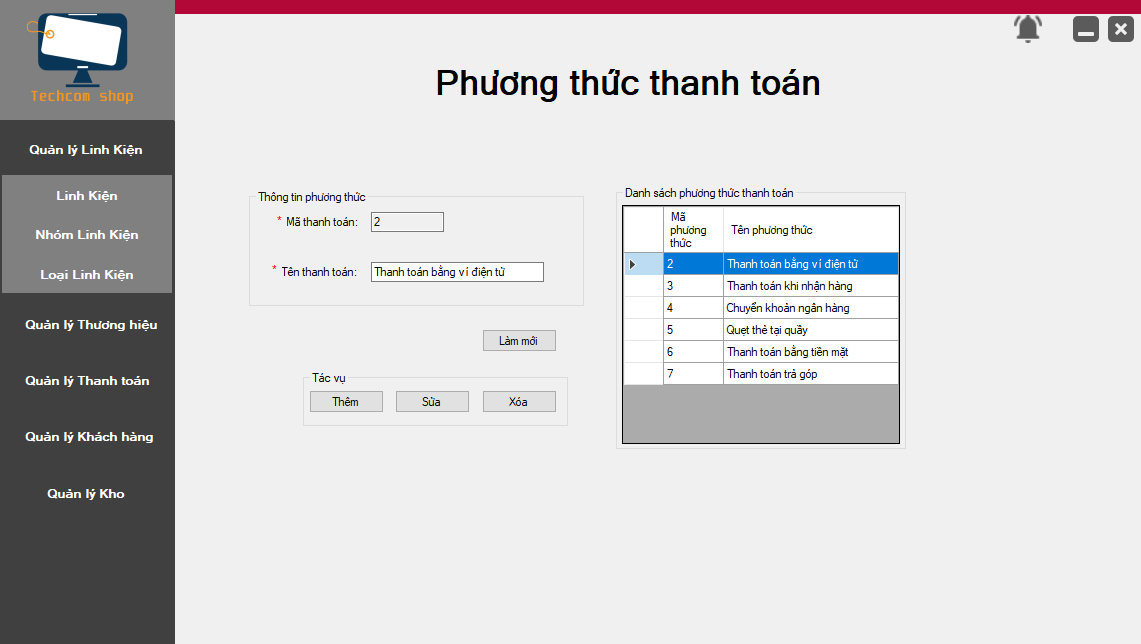 Techcom shop
Phương thức thanh toán
Quản lý Linh Kiện
Linh Kiện
Nhóm Linh Kiện
Loại Linh Kiện
Quản lý Thương hiệu
Quản lý Thanh toán
Quản lý Khách hàng
Quản lý Kho
Thông tin phương thức
* Mã thanh toán: 2
* Tên thanh toán: Thanh toán bằng ví điện tử
Làm mới
Tác vụ
Thêm Sửa Xóa
Danh sách phương thức thanh toán
Mã phương thức Tên phương thức
2 Thanh toán bằng ví điện tử
3 Thanh toán khi nhận hàng
4 Chuyển khoản ngân hàng
5 Quẹt thẻ tại quầy
6 Thanh toán bằng tiền mặt
7 Thanh toán trả góp